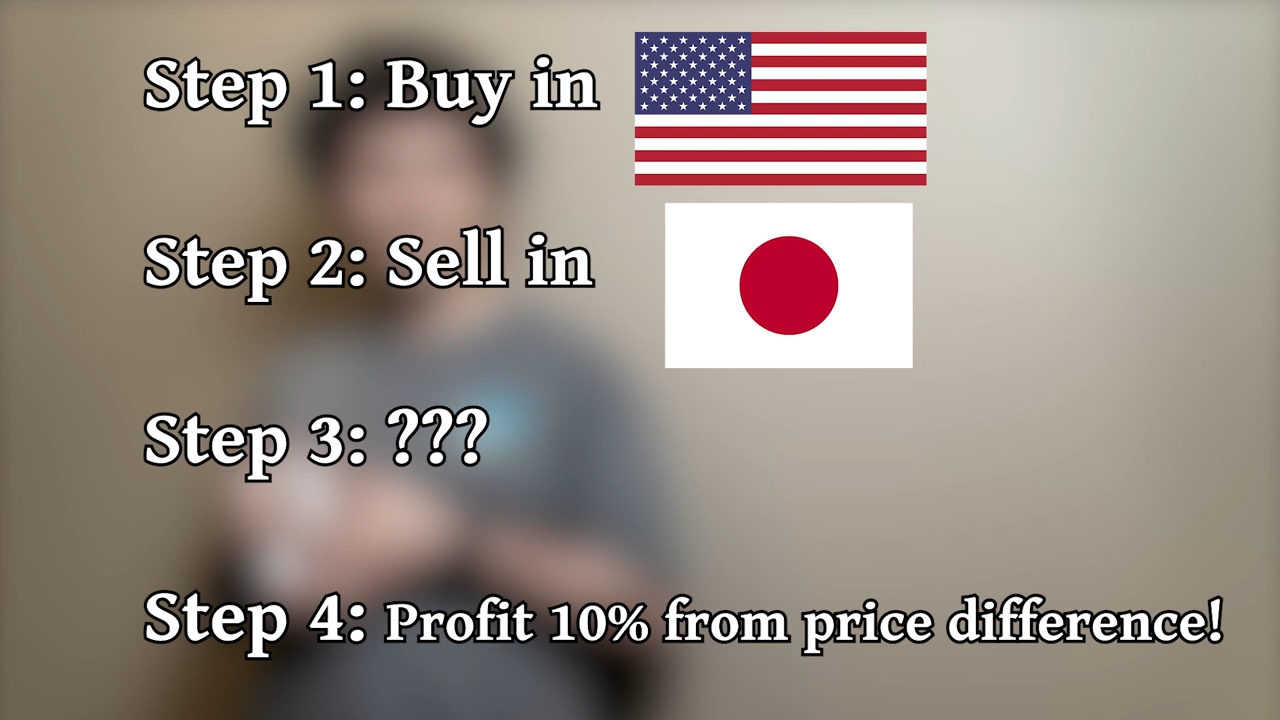 Step 1: Buy in
Step 2: Sell in
Step 3: ???
Step 4: Profit 10% from price difference!